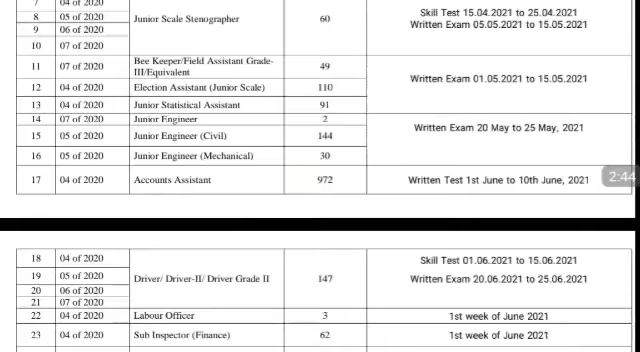 7 04 of 2020
8 05 of 2020 Junior Scale Stenographer 60 Skill Test 15.04.2021 to 25.04.2021
9 06 of 2020 Written Exam 05.05.2021 to 15.05.2021
10 07 of 2020
11 07 of 2020 Bee Keeper/Field Assistant Grade-
III/Equivalent 49
12 04 of 2020 Election Assistant (Junior Scale) 110 Written Exam 01.05.2021 to 15.05.2021
13 04 of 2020 Junior Statistical Assistant 91
14 07 of 2020 Junior Engineer 2
15 05 of 2020 Junior Engineer (Civil) 144 Written Exam 20 May to 25 May, 2021
16 05 of 2020 Junior Engineer (Mechanical) 30
17 04 of 2020 Accounts Assistant 972 Written Test 1st June to 10th June, 2021
2:44
18 04 of 2020 Skill Test 01.06.2021 to 15.06.2021
19 05 of 2020 Driver/ Driver-II/ Driver Grade II 147 Written Exam 20.06.2021 to 25.06.2021
20 06 of 2020
21 07 of 2020
22 04 of 2020 Labour Officer 3 1st week of June 2021
23 04 of 2020 Sub Inspector (Finance) 62 1st week of June 2021